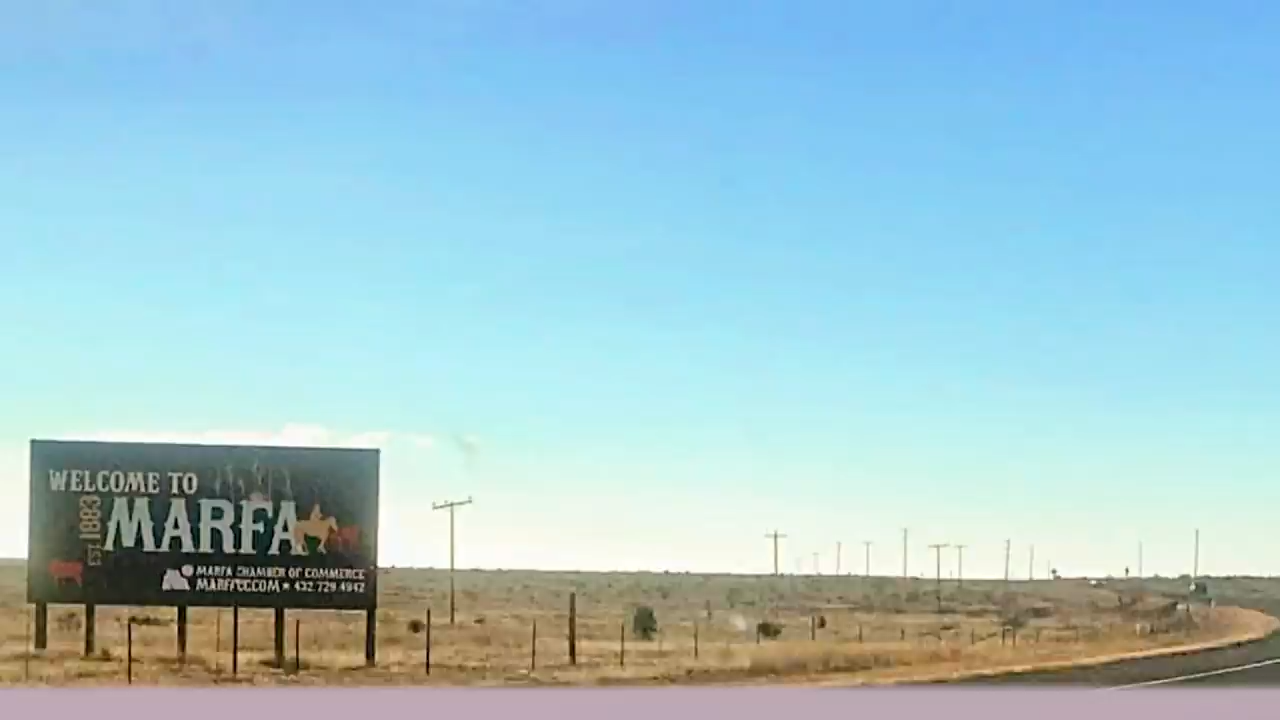 WELCOME TO
EST. 1883
MARFA
MARFA CHAMBER OF COMMERCE
MARFACC.COM ★ 432.729.4942